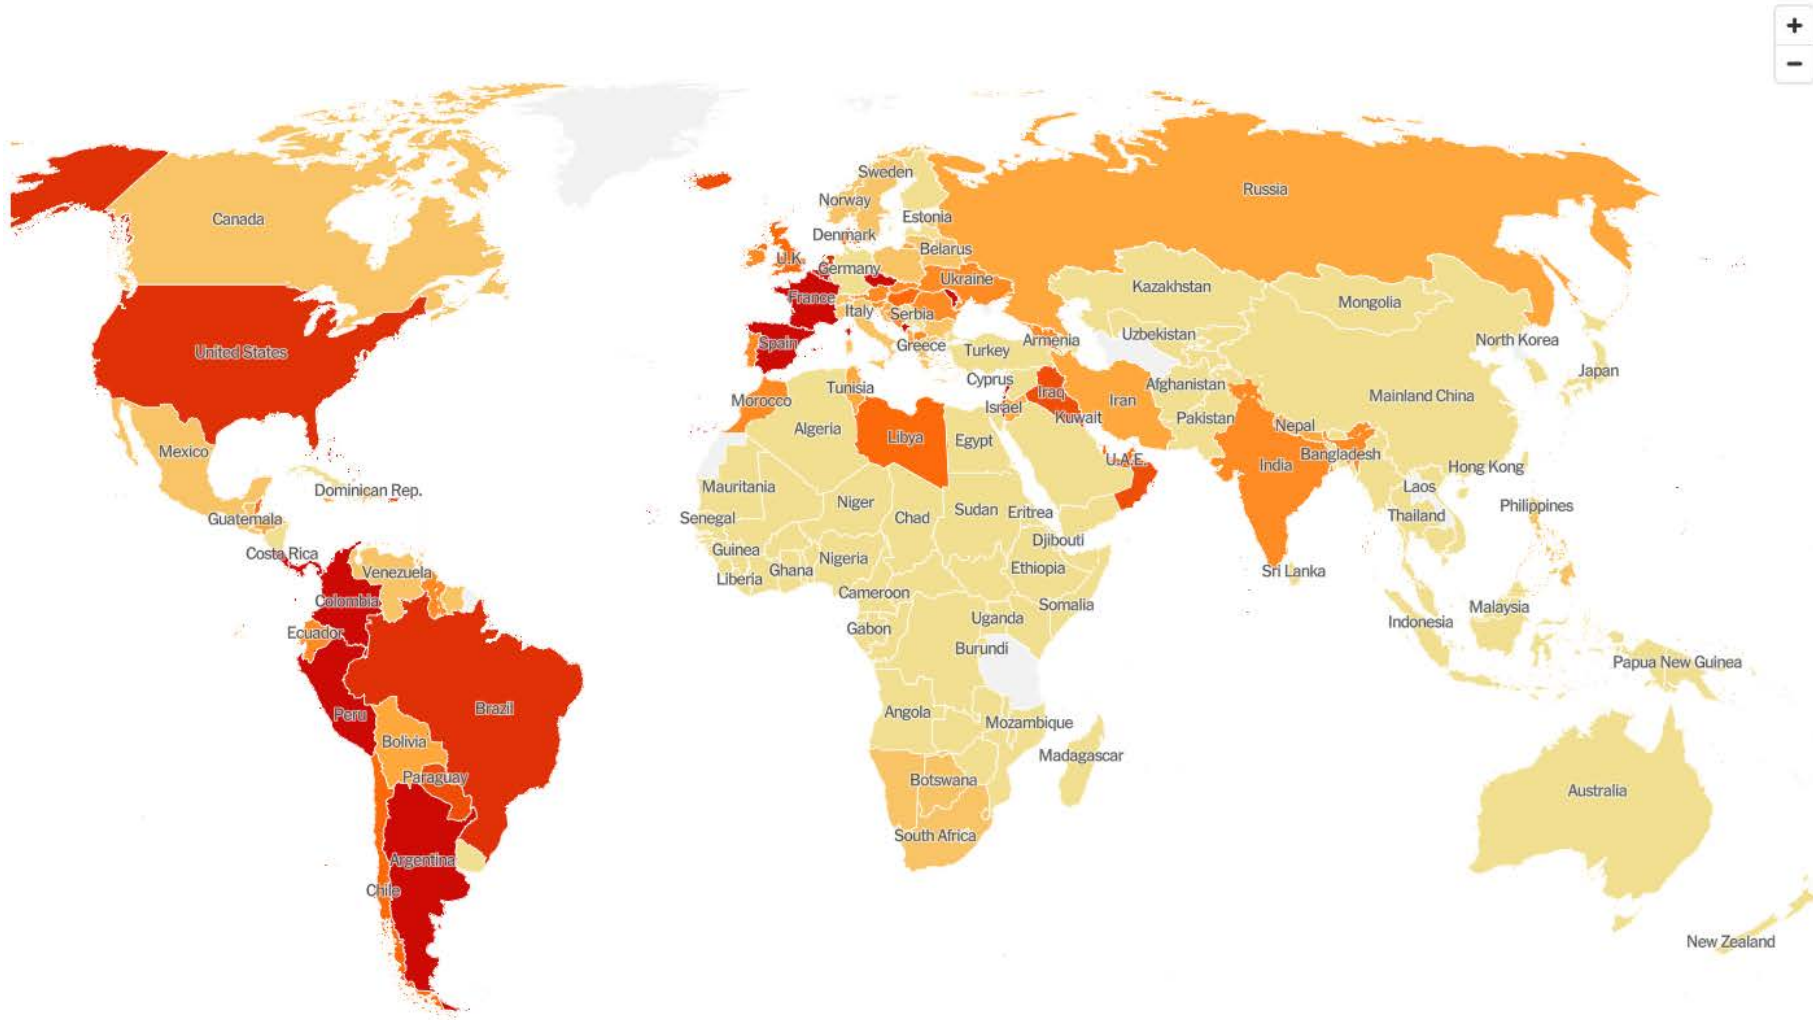 +
−
Sweden
Russia
Norway
Canada
Estonia
Denmark
Belarus
U.K.
Germany
Ukraine
Kazakhstan
France
Mongolia
Italy
Serbia
Uzbekistan
North Korea
Spain
Armenia
United States
Greece
Turkey
Japan
Cyprus
Afghanistan
Tunisia
Iraq
Mainland China
Morocco
Israel
Iran
Kuwait
Pakistan
Nepal
Algeria
Libya
Egypt
Mexico
Bangladesh
U.A.E.
India
Hong Kong
Dominican Rep.
Mauritania
Laos
Niger
Philippines
Sudan
Eritrea
Guatemala
Senegal
Chad
Thailand
Djibouti
Costa Rica
Guinea
Nigeria
Venezuela
Ghana
Ethiopia
Sri Lanka
Liberia
Cameroon
Colombia
Somalia
Malaysia
Uganda
Indonesia
Ecuador
Gabon
Burundi
Papua New Guinea
Brazil
Peru
Angola
Mozambique
Bolivia
Madagascar
Paraguay
Botswana
Australia
South Africa
Argentina
Chile
New Zealand